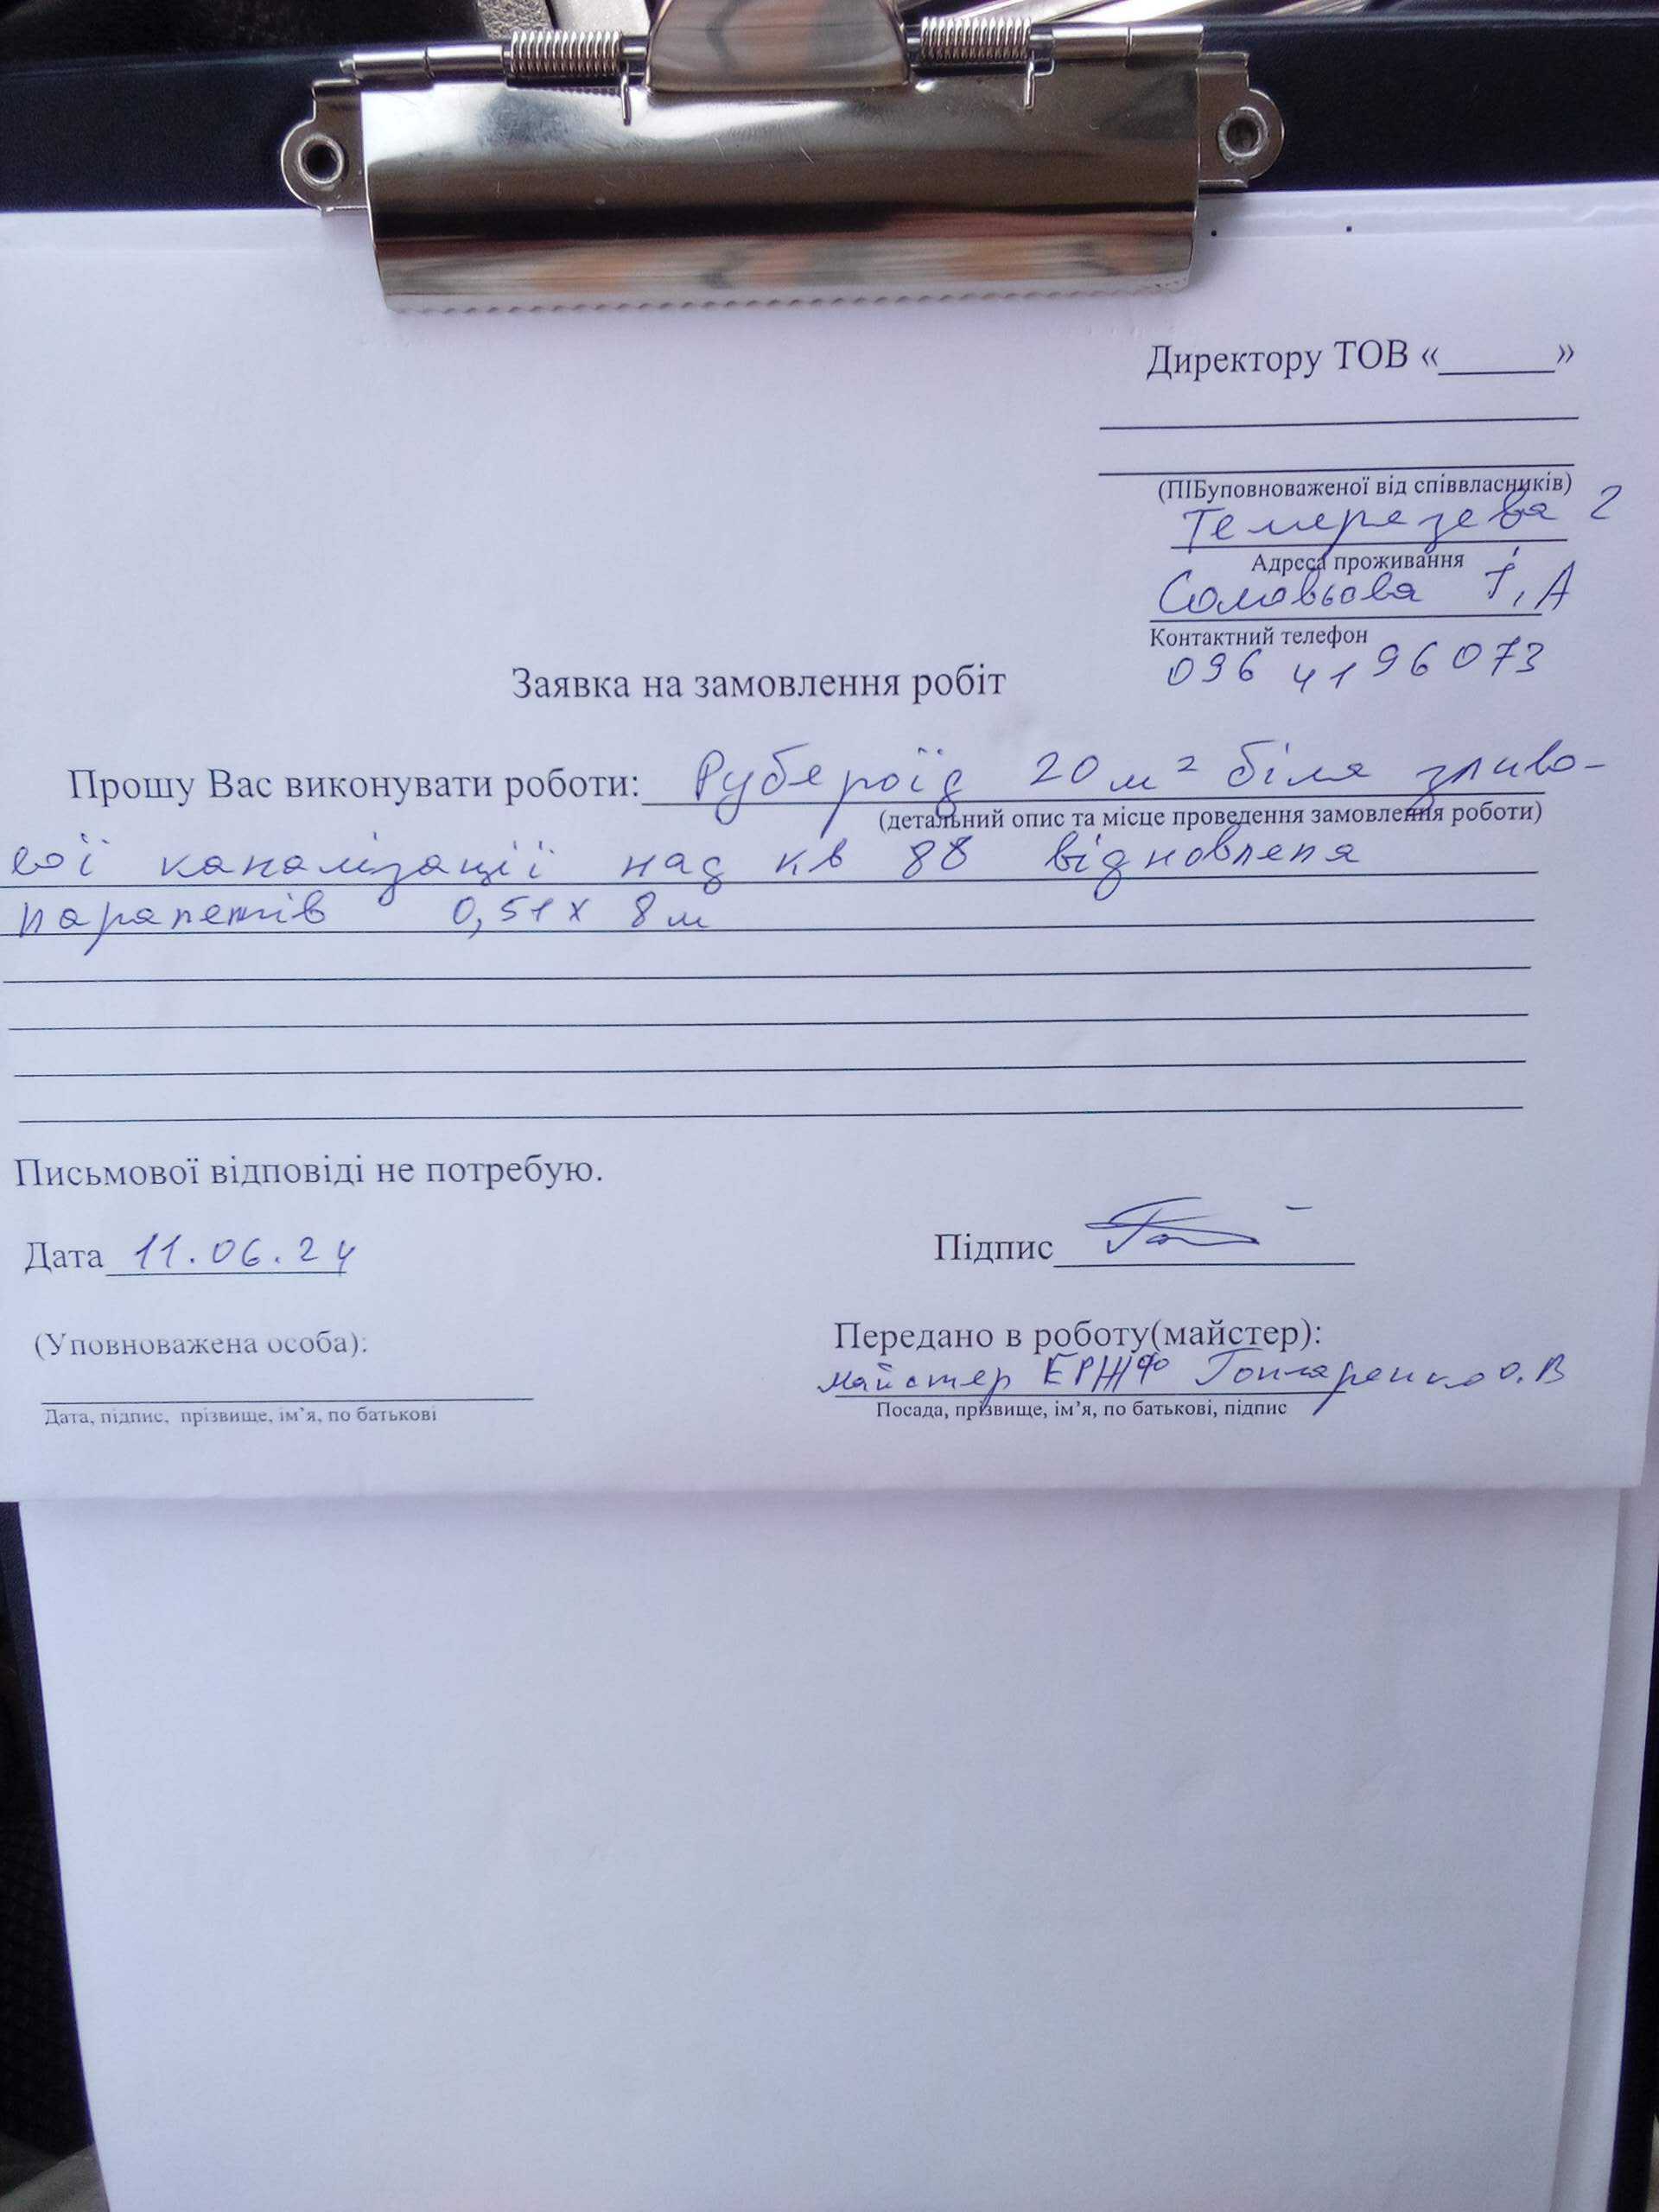 Директору ТОВ «______»
(ПІБуповноваженої від співвласників)
Темерезева 2
Адреса проживання
Соловьова І, А
Контактний телефон
096 4196073
Заявка на замовлення робіт
Прошу Вас виконувати роботи: Рубероїд 20 м² біля зливо-
(детальний опис та місце проведення замовлення роботи)
вої каналізації над кв 88 відновленя
парапетів 0,51 х 8 м
Письмової відповіді не потребую.
Дата 11.06.24
Підпис
(Уповноважена особа):
Передано в роботу(майстер):
майстер ЕРЖФ Гончаренко О. В
Дата, підпис, прізвище, ім’я, по батькові
Посада, прізвище, ім’я, по батькові, підпис